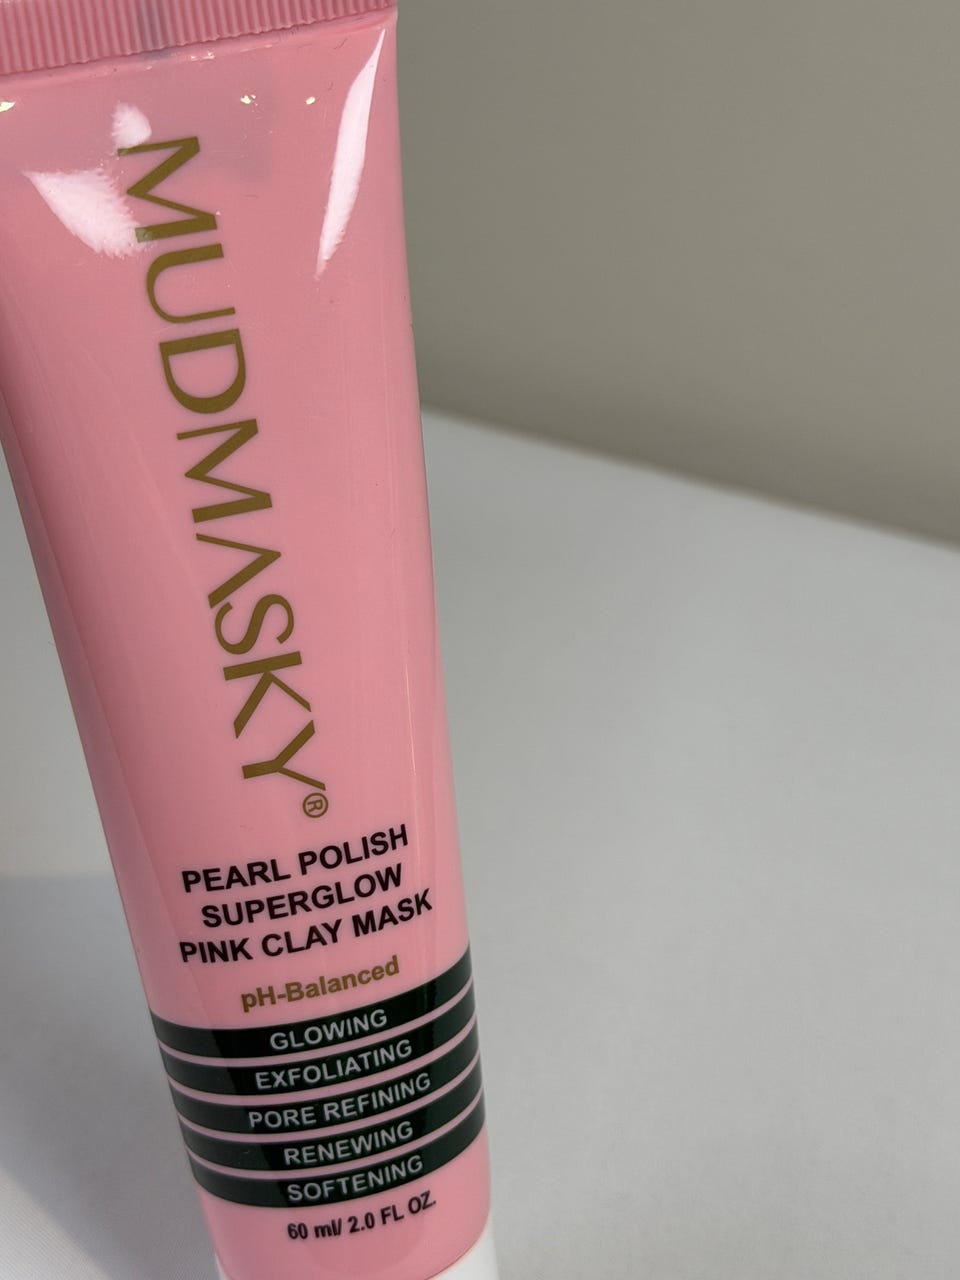 MUDMASKY®
PEARL POLISH
SUPERGLOW
PINK CLAY MASK
pH-Balanced
GLOWING
EXFOLIATING
PORE REFINING
RENEWING
SOFTENING
60 ml/ 2.0 FL OZ.